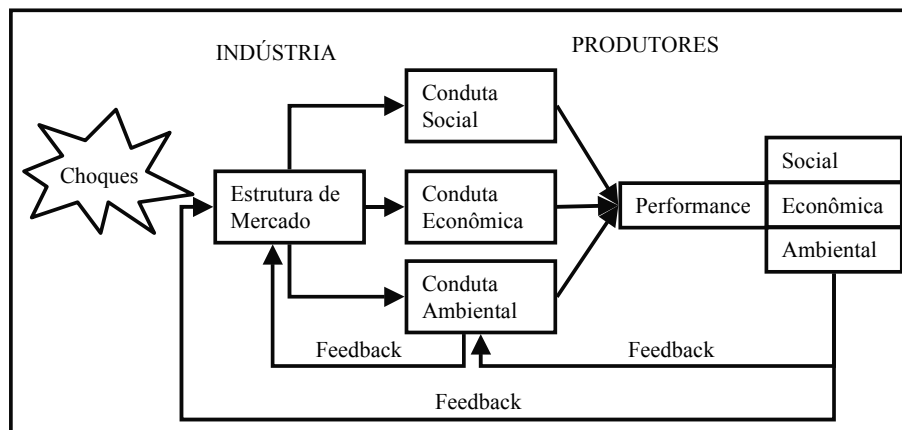 INDÚSTRIA
PRODUTORES
Choques
Estrutura de
Mercado
Conduta
Social
Conduta
Econômica
Conduta
Ambiental
Performance
Social
Econômica
Ambiental
Feedback
Feedback
Feedback